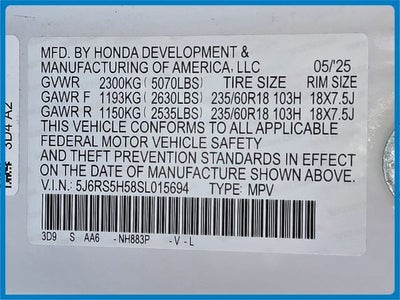 MFD. BY HONDA DEVELOPMENT &
MANUFACTURING OF AMERICA, LLC 05/'25
GVWR 2300KG (5070LBS) TIRE SIZE RIM SIZE
GAWR F 1193KG (2630LBS) 235/60R18 103H 18X7.5J
GAWR R 1150KG (2535LBS) 235/60R18 103H 18X7.5J
THIS VEHICLE CONFORMS TO ALL APPLICABLE
FEDERAL MOTOR VEHICLE SAFETY
AND THEFT PREVENTION STANDARDS IN EFFECT
ON THE DATE OF MANUFACTURE SHOWN ABOVE.
V.I.N.: 5J6RS5H58SL015694 TYPE: MPV
3D9 S AA6 - NH883P - V - L
3D4 A2